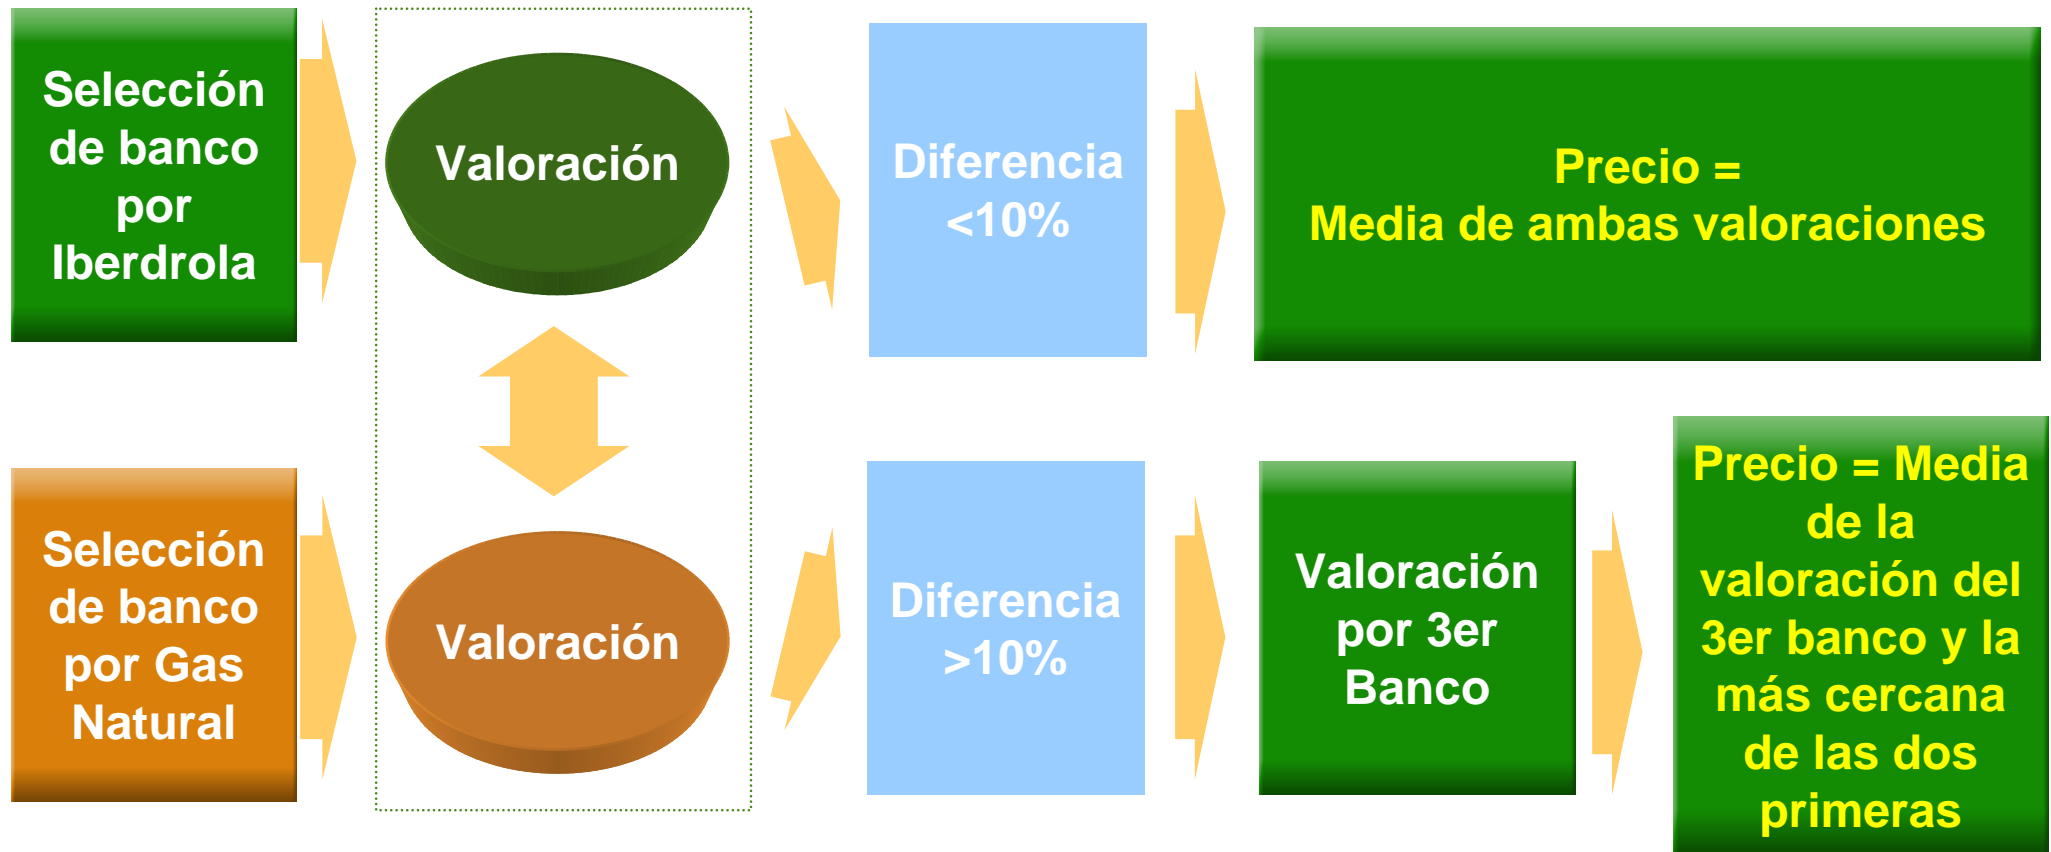 Selección
de banco
por
Iberdrola
Valoración
Diferencia
<10%
Precio =
Media de ambas valoraciones
Selección
de banco
por Gas
Natural
Valoración
Diferencia
>10%
Valoración
por 3er
Banco
Precio = Media
de la
valoración del
3er banco y la
más cercana
de las dos
primeras